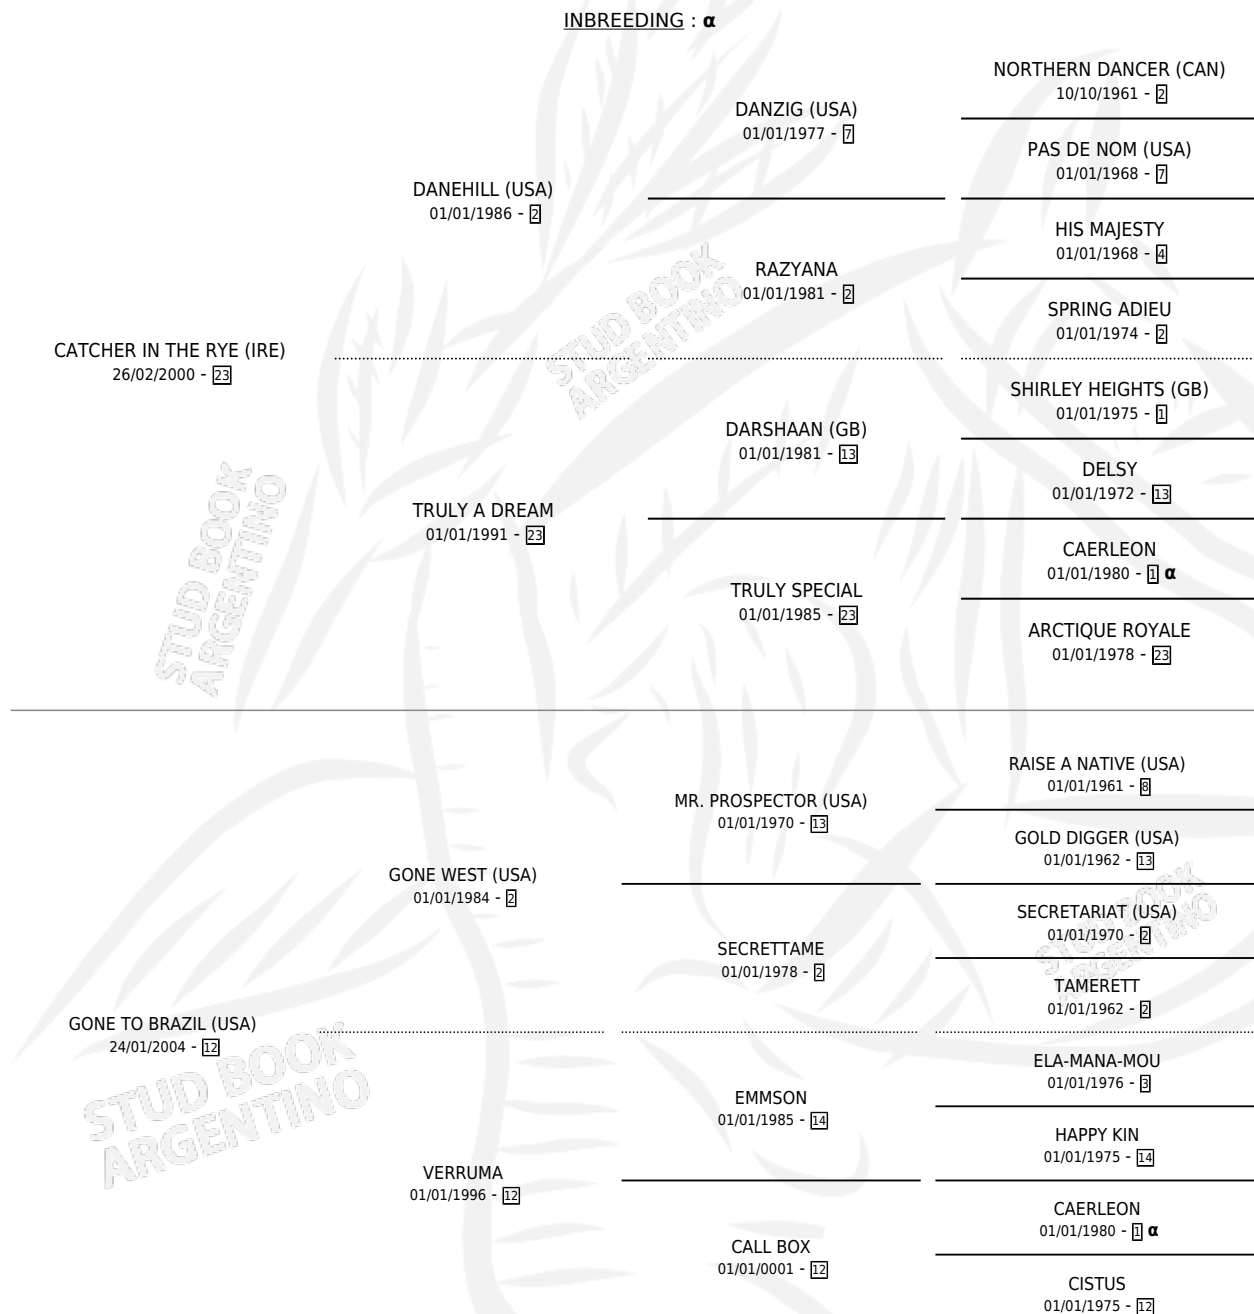 INBREEDING : α
NORTHERN DANCER (CAN)
10/10/1961 - 2
DANZIG (USA)
01/01/1977 - 7
PAS DE NOM (USA)
01/01/1968 - 7
DANEHILL (USA)
01/01/1986 - 2
HIS MAJESTY
01/01/1968 - 4
RAZYANA
01/01/1981 - 2
SPRING ADIEU
01/01/1974 - 2
CATCHER IN THE RYE (IRE)
26/02/2000 - 23
SHIRLEY HEIGHTS (GB)
01/01/1975 - 1
DARSHAAN (GB)
01/01/1981 - 13
DELSY
01/01/1972 - 13
TRULY A DREAM
01/01/1991 - 23
CAERLEON
01/01/1980 - 1 α
TRULY SPECIAL
01/01/1985 - 23
ARCTIQUE ROYALE
01/01/1978 - 23
RAISE A NATIVE (USA)
01/01/1961 - 8
MR. PROSPECTOR (USA)
01/01/1970 - 13
GOLD DIGGER (USA)
01/01/1962 - 13
GONE WEST (USA)
01/01/1984 - 2
SECRETARIAT (USA)
01/01/1970 - 2
SECRETTAME
01/01/1978 - 2
TAMERETT
01/01/1962 - 2
GONE TO BRAZIL (USA)
24/01/2004 - 12
ELA-MANA-MOU
01/01/1976 - 3
EMMSON
01/01/1985 - 14
HAPPY KIN
01/01/1975 - 14
VERRUMA
01/01/1996 - 12
CAERLEON
01/01/1980 - 1 α
CALL BOX
01/01/0001 - 12
CISTUS
01/01/1975 - 12
STUD BOOK
ARGENTINO
STUD BOOK
ARGENTINO
STUD BOOK
ARGENTINO
STUD BOOK
ARGENTINO